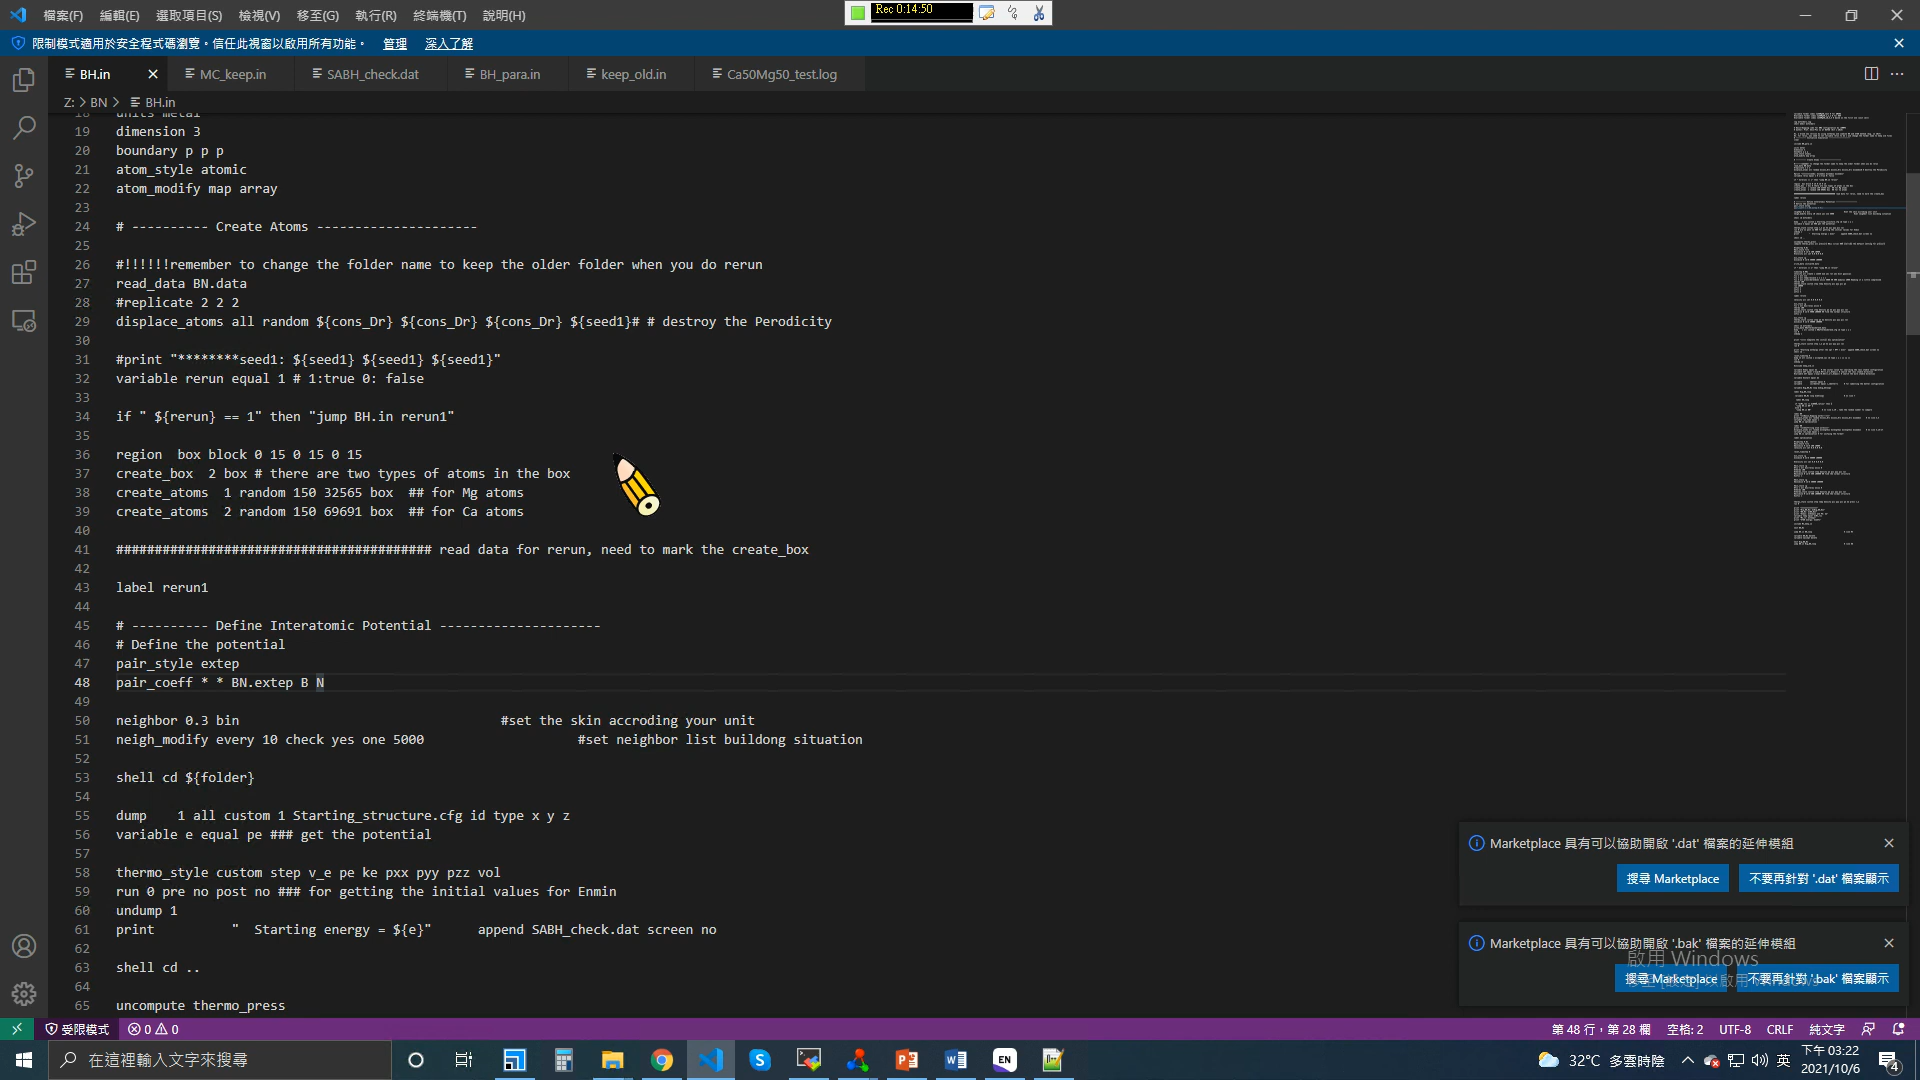 檔案(F) 編輯(E) 選取項目(S) 檢視(V) 移至(G) 執行(R) 終端機(T) 說明(H)
Rec 0:14:50
限制模式適用於安全程式碼瀏覽。信任此視窗以啟用所有功能。 管理 深入了解
BH.in MC_keep.in SABH_check.dat BH_para.in keep_old.in Ca50Mg50_test.log
Z: > BN > BH.in
18 units metal
19 dimension 3
20 boundary p p p
21 atom_style atomic
22 atom_modify map array
23
24 # ---------- Create Atoms ---------------------
25
26 #!!!!!!remember to change the folder name to keep the older folder when you do rerun
27 read_data BN.data
28 #replicate 2 2 2
29 displace_atoms all random ${cons_Dr} ${cons_Dr} ${cons_Dr} ${seed1}# # destroy the Perodicity
30
31 #print "********seed1: ${seed1} ${seed1} ${seed1}"
32 variable rerun equal 1 # 1:true 0: false
33
34 if " ${rerun} == 1" then "jump BH.in rerun1"
35
36 region  box block 0 15 0 15 0 15
37 create_box  2 box # there are two types of atoms in the box
38 create_atoms  1 random 150 32565 box  ## for Mg atoms
39 create_atoms  2 random 150 69691 box  ## for Ca atoms
40
41 ######################################### read data for rerun, need to mark the create_box
42
43 label rerun1
44
45 # ---------- Define Interatomic Potential ---------------------
46 # Define the potential
47 pair_style extep
48 pair_coeff * * BN.extep B N
49
50 neighbor 0.3 bin #set the skin accroding your unit
51 neigh_modify every 10 check yes one 5000 #set neighbor list buildong situation
52
53 shell cd ${folder}
54
55 dump    1 all custom 1 Starting_structure.cfg id type x y z
56 variable e equal pe ### get the potential
57
58 thermo_style custom step v_e pe ke pxx pyy pzz vol
59 run 0 pre no post no ### for getting the initial values for Enmin
60 undump 1
61 print          "  Starting energy = ${e}"      append SABH_check.dat screen no
62
63 shell cd ..
64
65 uncompute thermo_press
Marketplace 具有可以協助開啟 '.dat' 檔案的延伸模組
搜尋 Marketplace 不要再針對 '.dat' 檔案顯示
Marketplace 具有可以協助開啟 '.bak' 檔案的延伸模組
啟用 Windows
搜尋 Marketplace 不要再針對 '.bak' 檔案顯示
受限模式 0 0 第 48 行，第 28 欄 空格: 2 UTF-8 CRLF 純文字
在這裡輸入文字來搜尋 EN 32°C 多雲時陰 英 下午 03:22
2021/10/6 4